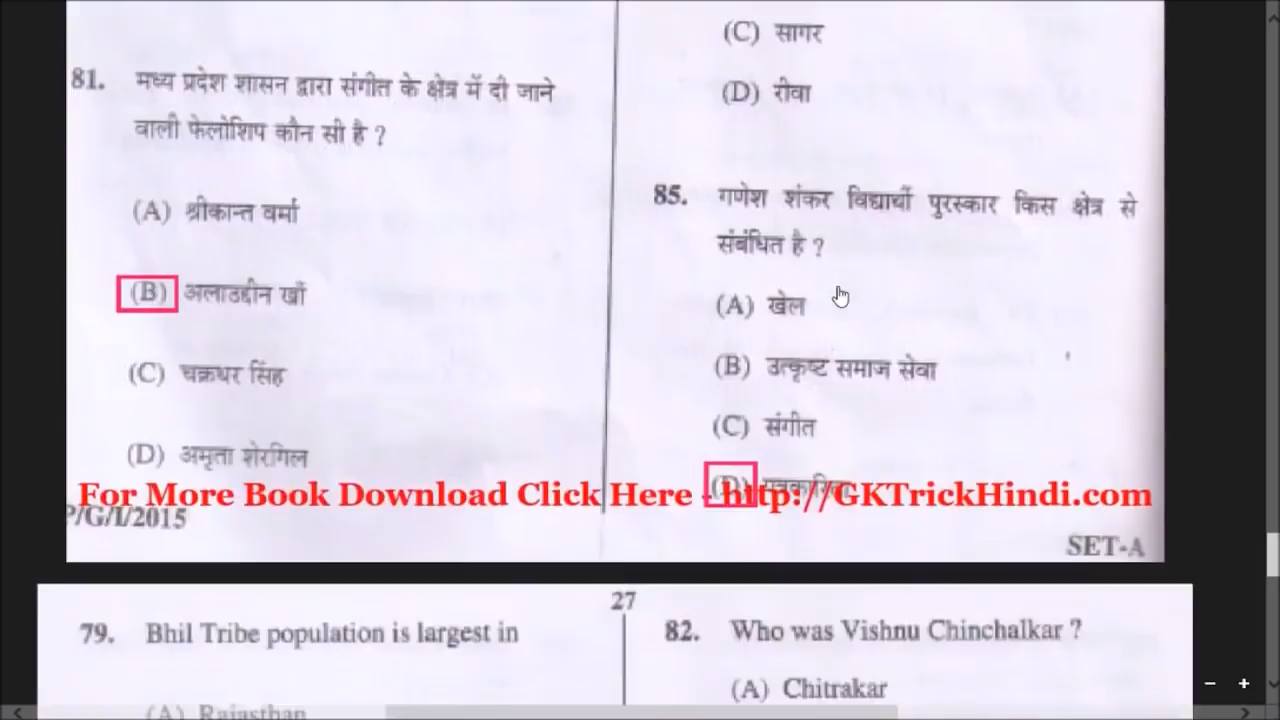 81. मध्य प्रदेश शासन द्वारा संगीत के क्षेत्र में दी जाने
वाली फेलोशिप कौन सी है ?
(A) श्रीकान्त वर्मा
(B) अलाउद्दीन खाँ
(C) चक्रधर सिंह
(D) अमृता शेरगिल
P/G/I/2015
(C) सागर
(D) रीवा
85. गणेश शंकर विद्यार्थी पुरस्कार किस क्षेत्र से
संबंधित है ?
(A) खेल
(B) उत्कृष्ट समाज सेवा
(C) संगीत
(D)
For More Book Download Click Here - http://GKTrickHindi.com
SET-A
27
79. Bhil Tribe population is largest in
(A) Rajasthan
82. Who was Vishnu Chinchalkar ?
(A) Chitrakar